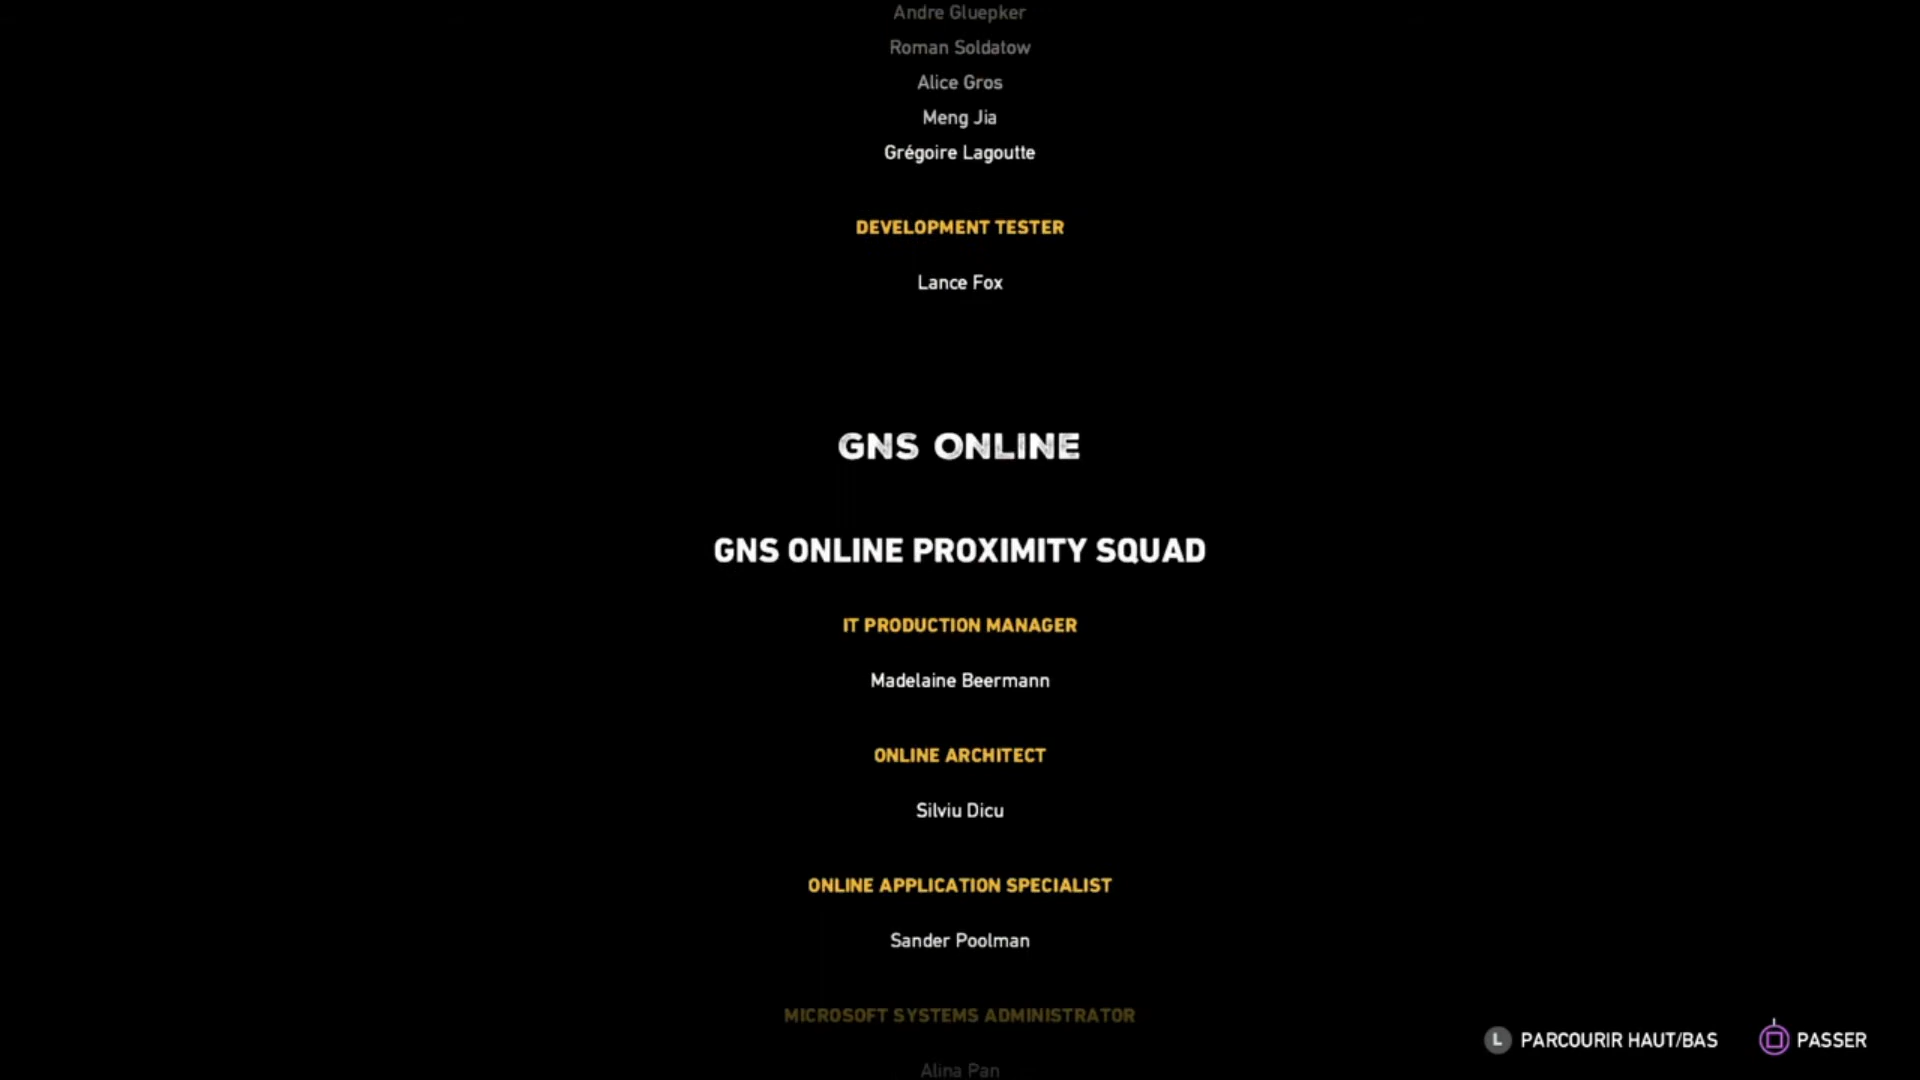 Andre Gluepker
Roman Soldatow
Alice Gros
Meng Jia
Grégoire Lagoutte
DEVELOPMENT TESTER
Lance Fox
GNS ONLINE
GNS ONLINE PROXIMITY SQUAD
IT PRODUCTION MANAGER
Madelaine Beermann
ONLINE ARCHITECT
Silviu Dicu
ONLINE APPLICATION SPECIALIST
Sander Poolman
MICROSOFT SYSTEMS ADMINISTRATOR
Alina Pan
L PARCOURIR HAUT/BAS PASSER